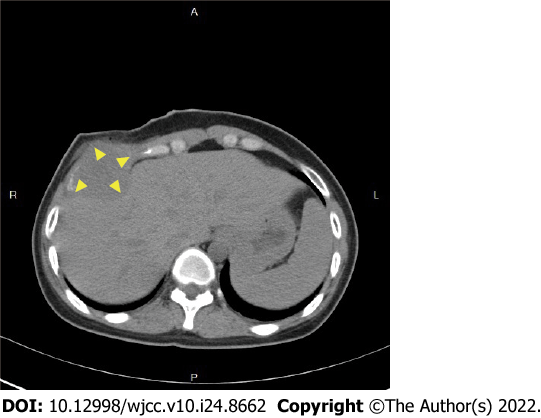 A
R
L
P
DOI: 10.12998/wjcc.v10.i24.8662 Copyright ©The Author(s) 2022.